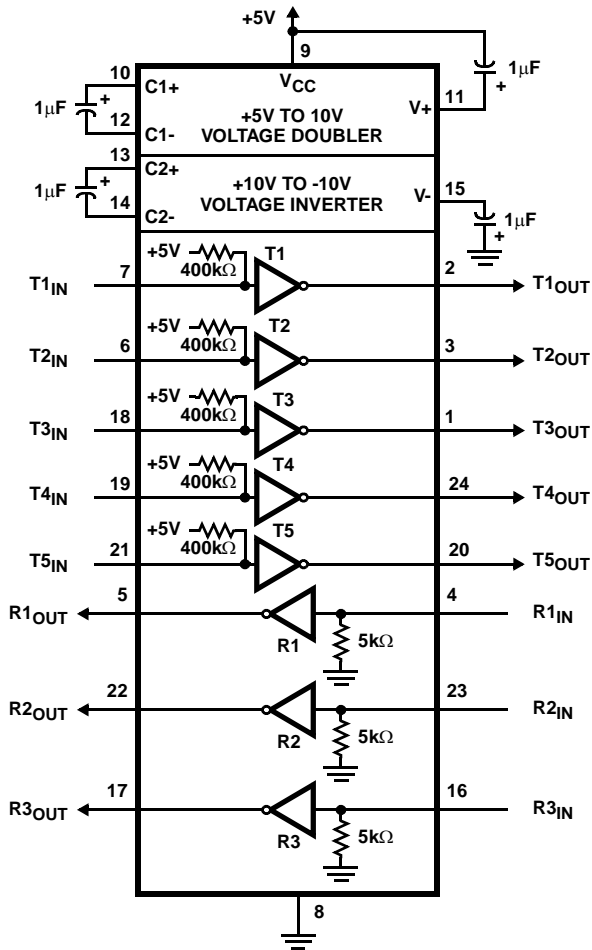 +5V
9
10
C1+
VCC
1μF
1μF
+
+
V+
11
+5V TO 10V
VOLTAGE DOUBLER
12
C1-
13
C2+
1μF
+
+10V TO -10V
VOLTAGE INVERTER
V-
15
14
C2-
1μF
+
+5V
400kΩ
T1
T1IN
7
2
T1OUT
+5V
400kΩ
T2
T2IN
6
3
T2OUT
+5V
400kΩ
T3
T3IN
18
1
T3OUT
+5V
400kΩ
T4
T4IN
19
24
T4OUT
+5V
400kΩ
T5
T5IN
21
20
T5OUT
R1OUT
5
4
R1IN
R1
5kΩ
R2OUT
22
23
R2IN
R2
5kΩ
R3OUT
17
16
R3IN
R3
5kΩ
8